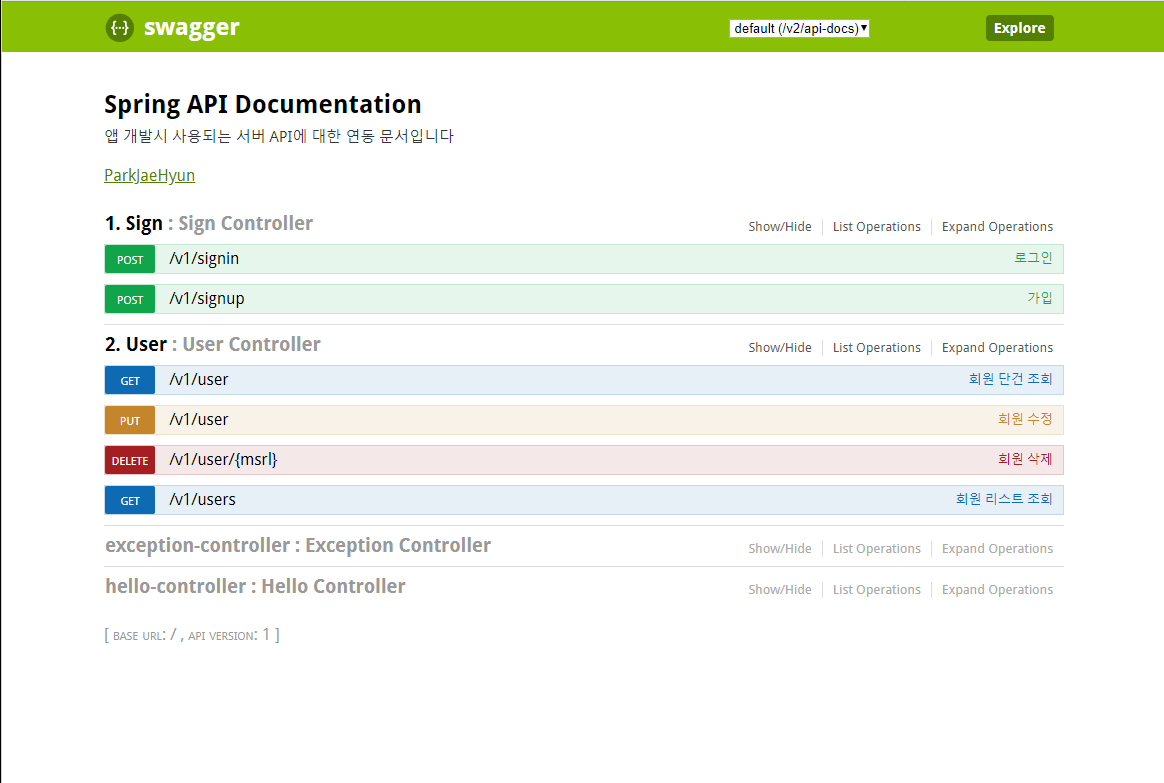 {···} swagger default (/v2/api-docs) Explore
Spring API Documentation
앱 개발시 사용되는 서버 API에 대한 연동 문서입니다
ParkJaeHyun
1. Sign : Sign Controller Show/Hide List Operations Expand Operations
POST /v1/signin 로그인
POST /v1/signup 가입
2. User : User Controller Show/Hide List Operations Expand Operations
GET /v1/user 회원 단건 조회
PUT /v1/user 회원 수정
DELETE /v1/user/{msrl} 회원 삭제
GET /v1/users 회원 리스트 조회
exception-controller : Exception Controller Show/Hide List Operations Expand Operations
hello-controller : Hello Controller Show/Hide List Operations Expand Operations
[ BASE URL: / , API VERSION: 1 ]